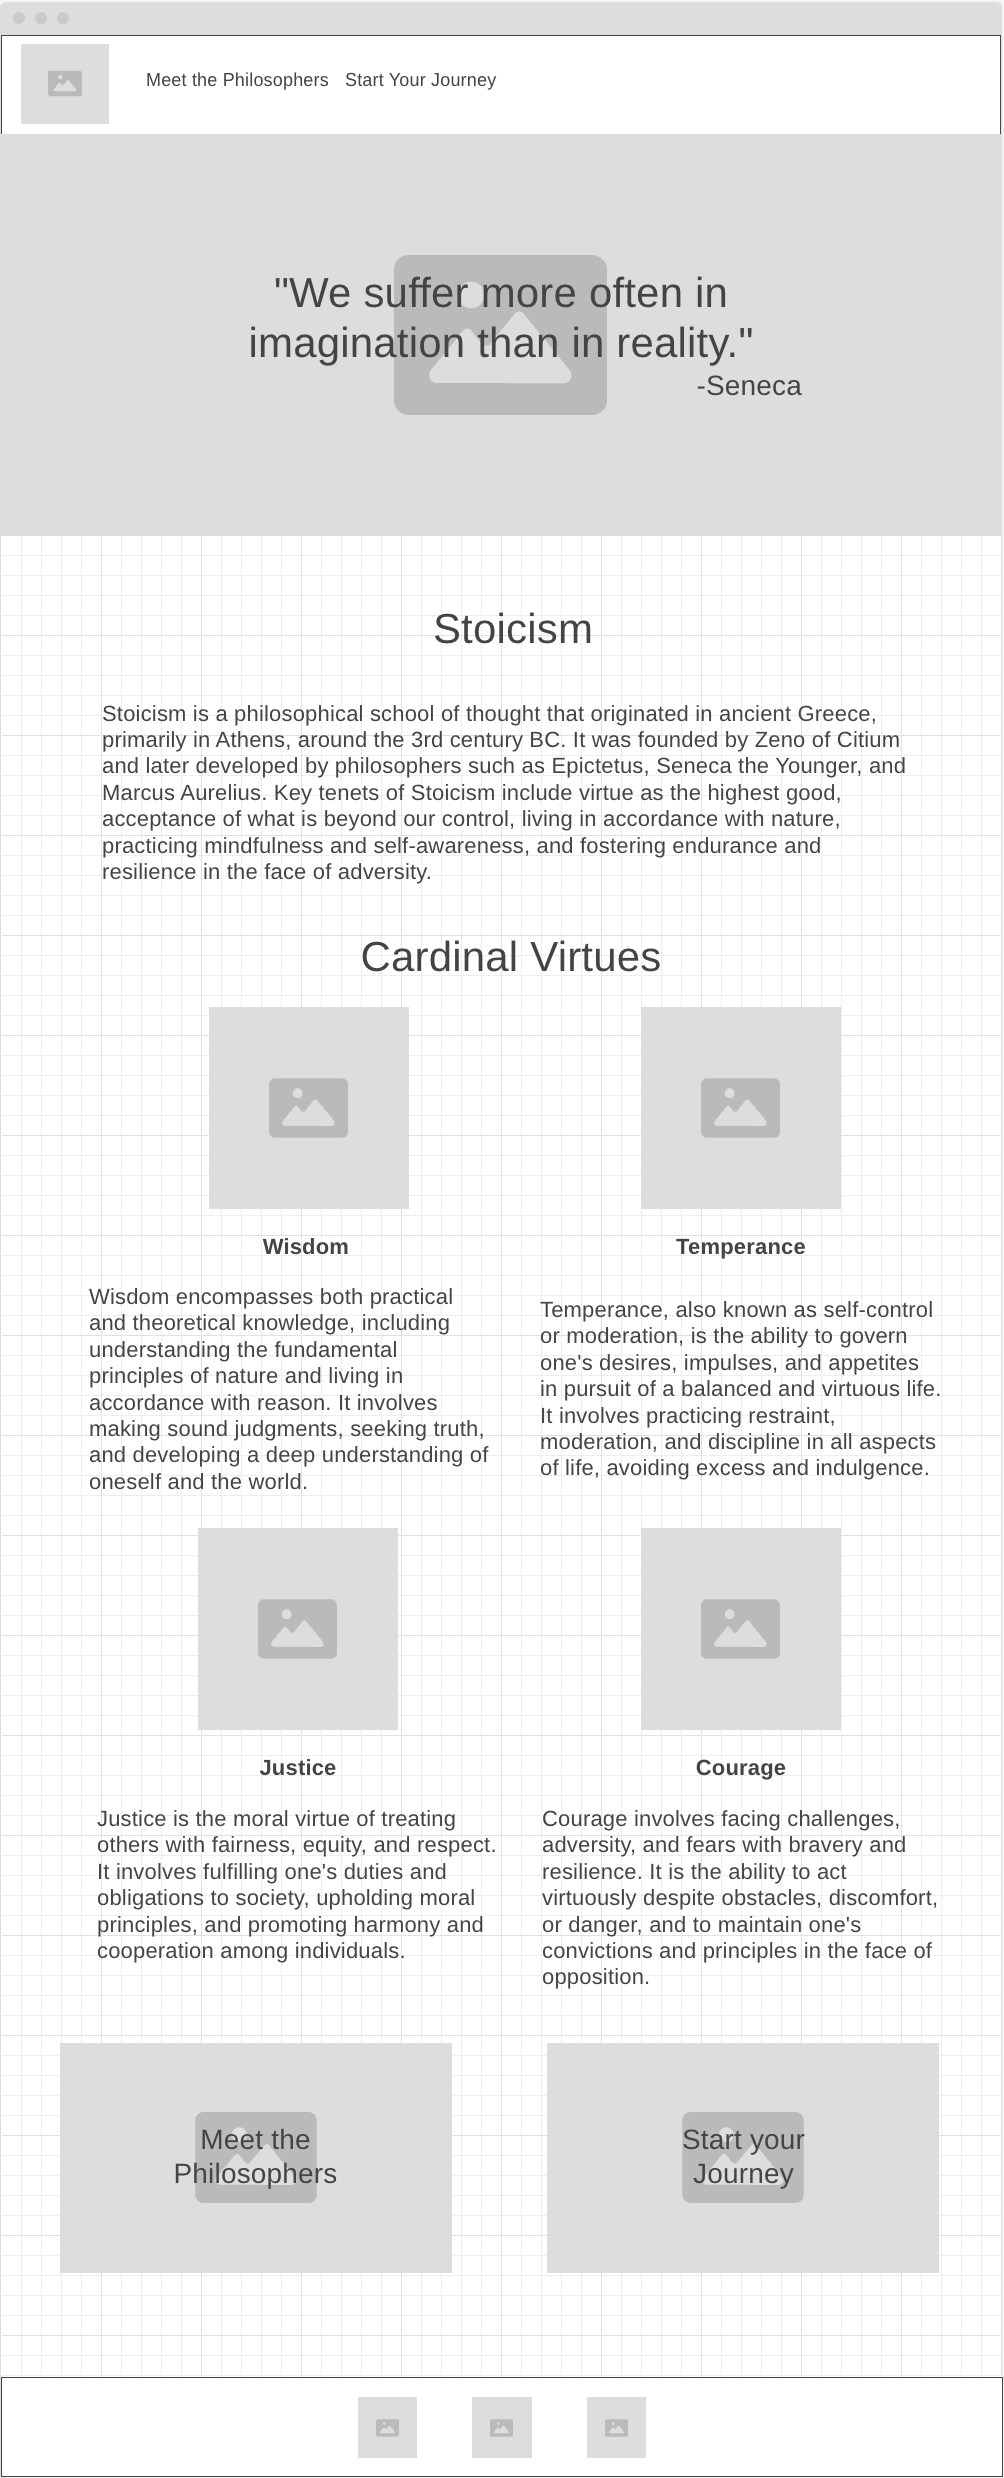 Meet the Philosophers Start Your Journey
"We suffer more often in
imagination than in reality."
-Seneca
Stoicism
Stoicism is a philosophical school of thought that originated in ancient Greece,
primarily in Athens, around the 3rd century BC. It was founded by Zeno of Citium
and later developed by philosophers such as Epictetus, Seneca the Younger, and
Marcus Aurelius. Key tenets of Stoicism include virtue as the highest good,
acceptance of what is beyond our control, living in accordance with nature,
practicing mindfulness and self-awareness, and fostering endurance and
resilience in the face of adversity.
Cardinal Virtues
Wisdom
Wisdom encompasses both practical
and theoretical knowledge, including
understanding the fundamental
principles of nature and living in
accordance with reason. It involves
making sound judgments, seeking truth,
and developing a deep understanding of
oneself and the world.
Temperance
Temperance, also known as self-control
or moderation, is the ability to govern
one's desires, impulses, and appetites
in pursuit of a balanced and virtuous life.
It involves practicing restraint,
moderation, and discipline in all aspects
of life, avoiding excess and indulgence.
Justice
Justice is the moral virtue of treating
others with fairness, equity, and respect.
It involves fulfilling one's duties and
obligations to society, upholding moral
principles, and promoting harmony and
cooperation among individuals.
Courage
Courage involves facing challenges,
adversity, and fears with bravery and
resilience. It is the ability to act
virtuously despite obstacles, discomfort,
or danger, and to maintain one's
convictions and principles in the face of
opposition.
Meet the
Philosophers
Start your
Journey